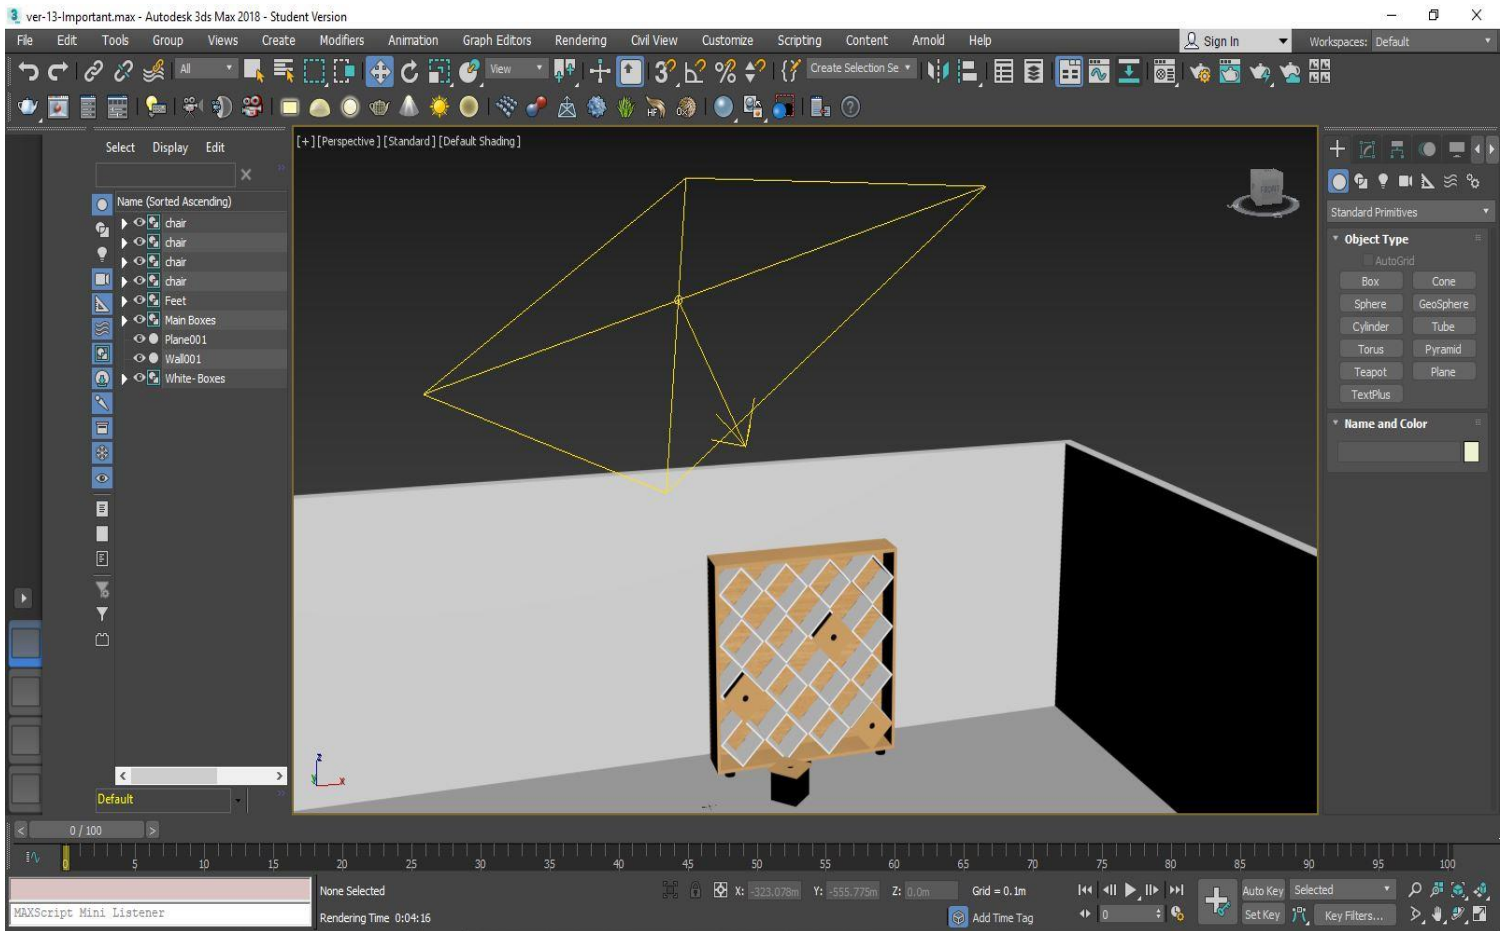 ver-13-Important.max - Autodesk 3ds Max 2018 - Student Version
File Edit Tools Group Views Create Modifiers Animation Graph Editors Rendering Civil View Customize Scripting Content Arnold Help Sign In Workspaces: Default
All View Create Selection Se
Select Display Edit
[+] [Perspective] [Standard] [Default Shading]
Name (Sorted Ascending)
chair
chair
chair
chair
Feet
Main Boxes
Plane001
Wall001
White-Boxes
FRONT
Standard Primitives
Object Type
AutoGrid
Box Cone
Sphere GeoSphere
Cylinder Tube
Torus Pyramid
Teapot Plane
TextPlus
Name and Color
z
y x
Default
0 / 100
0 5 10 15 20 25 30 35 40 45 50 55 60 65 70 75 80 85 90 95 100
None Selected X: -323.078m Y: -555.775m Z: 0.0m Grid = 0.1m Auto Key Selected
MAXScript Mini Listener Rendering Time 0:04:16 Add Time Tag 0 Set Key Key Filters...